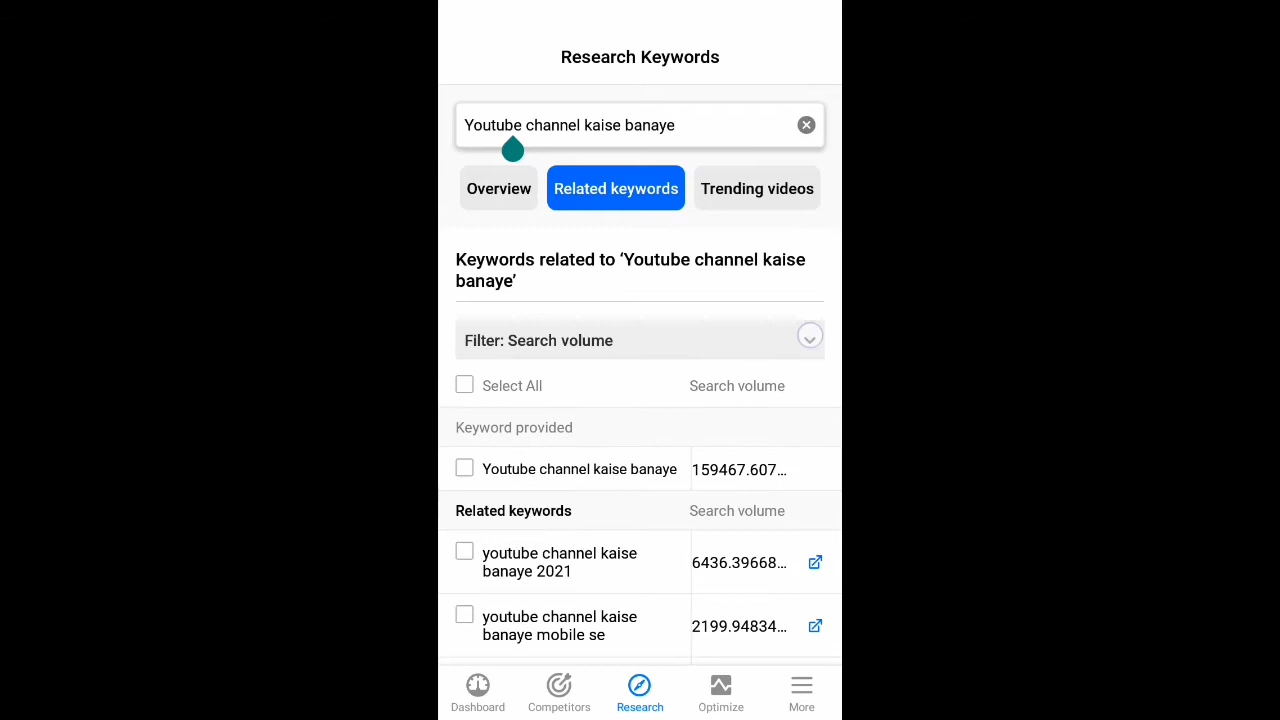 Research Keywords
Youtube channel kaise banaye
Overview
Related keywords
Trending videos
Keywords related to ‘Youtube channel kaise
banaye’
Filter: Search volume
Select All
Search volume
Keyword provided
Youtube channel kaise banaye
159467.607...
Related keywords
Search volume
youtube channel kaise
banaye 2021
6436.39668...
youtube channel kaise
banaye mobile se
2199.94834...
Dashboard
Competitors
Research
Optimize
More